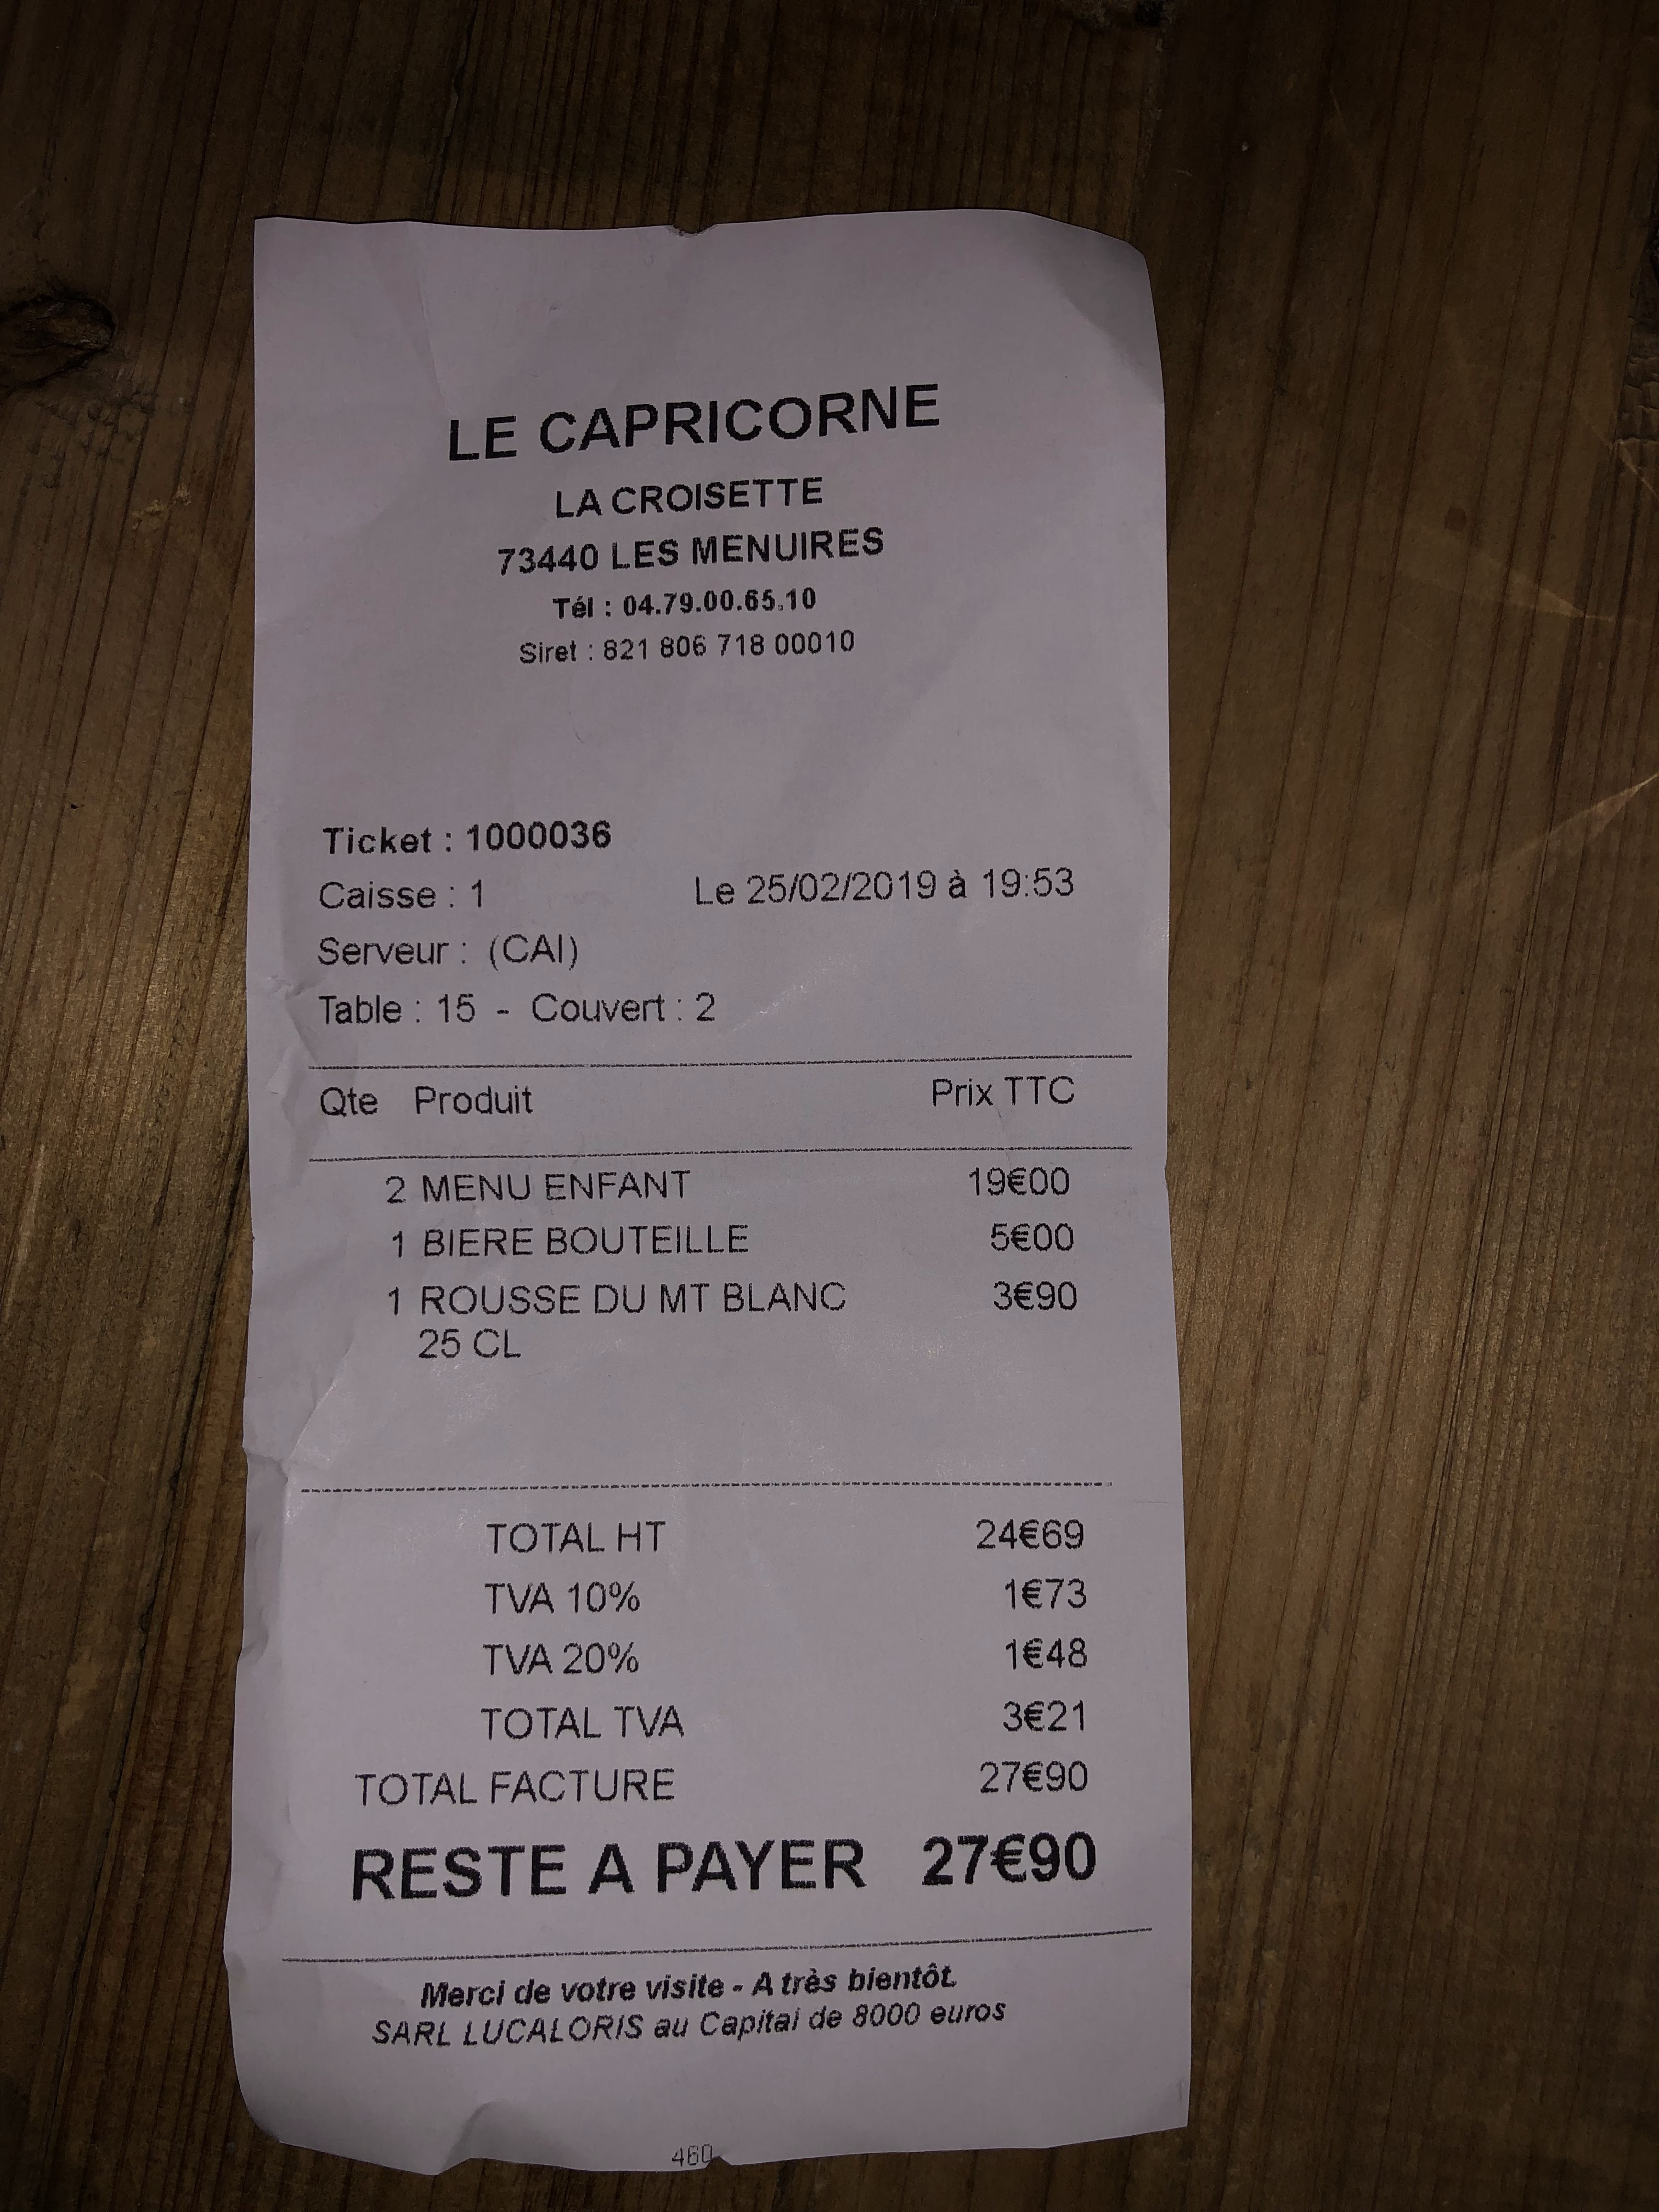 LE CAPRICORNE
LA CROISETTE
73440 LES MENUIRES
Tél : 04.79.00.65.10
Siret : 821 806 718 00010
Ticket : 1000036
Caisse : 1 Le 25/02/2019 à 19:53
Serveur : (CAI)
Table : 15 - Couvert : 2
Qte Produit Prix TTC
2 MENU ENFANT 19€00
1 BIERE BOUTEILLE 5€00
1 ROUSSE DU MT BLANC 3€90
25 CL
TOTAL HT 24€69
TVA 10% 1€73
TVA 20% 1€48
TOTAL TVA 3€21
TOTAL FACTURE 27€90
RESTE A PAYER 27€90
Merci de votre visite - A très bientôt.
SARL LUCALORIS au Capital de 8000 euros
460